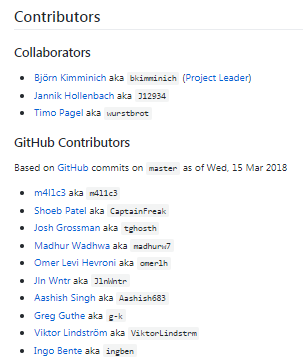 Contributors
Collaborators
Björn Kimminich aka bkimminich (Project Leader)
Jannik Hollenbach aka J12934
Timo Pagel aka wurstbrot
GitHub Contributors
Based on GitHub commits on master as of Wed, 15 Mar 2018
m4l1c3 aka m4l1c3
Shoeb Patel aka CaptainFreak
Josh Grossman aka tghosth
Madhur Wadhwa aka madhurw7
Omer Levi Hevroni aka omerlh
Jln Wntr aka JlnWntr
Aashish Singh aka Aashish683
Greg Guthe aka g-k
Viktor Lindström aka ViktorLindstrm
Ingo Bente aka ingben